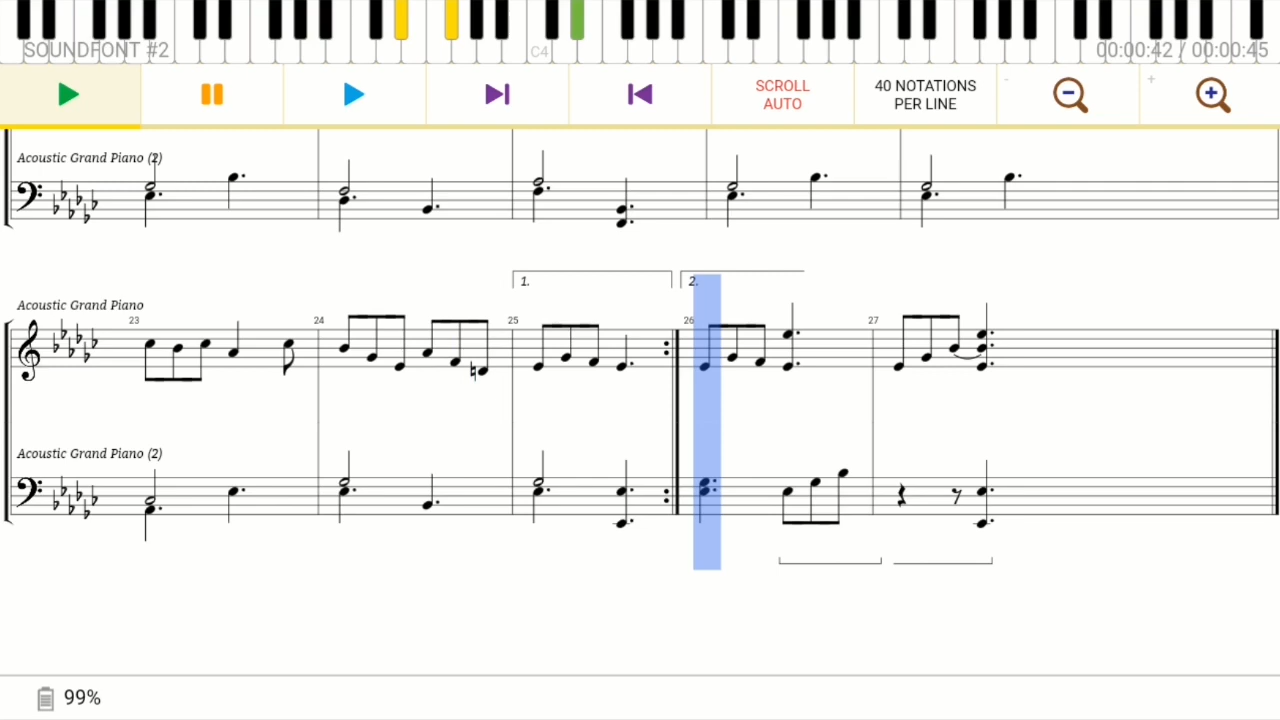 SOUNDFONT #2
C4
00:00:42 / 00:00:45
SCROLL
AUTO
40 NOTATIONS
PER LINE
-
+
Acoustic Grand Piano (2)
1.
2.
Acoustic Grand Piano
23
24
25
26
27
Acoustic Grand Piano (2)
99%